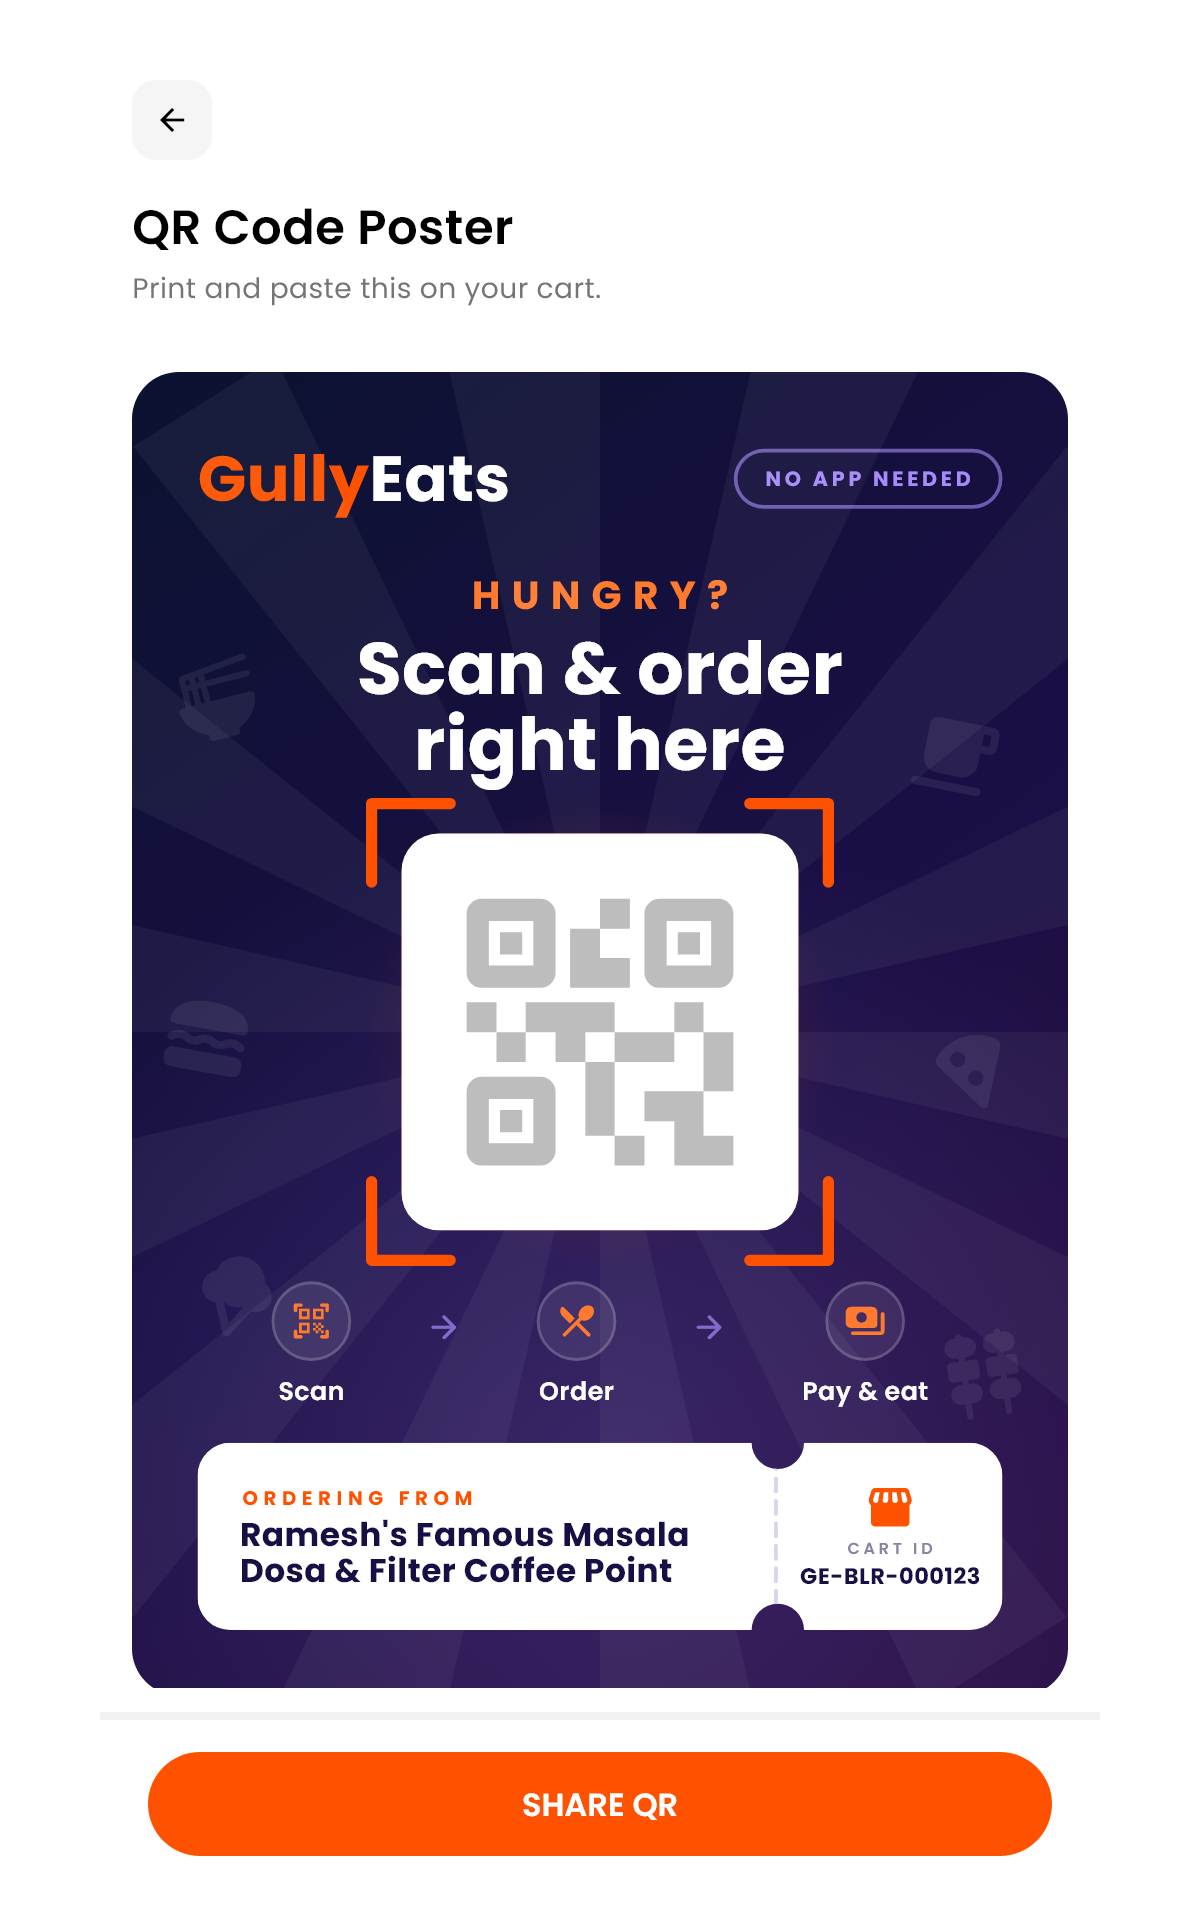 QR Code Poster
Print and paste this on your cart.
GullyEats
NO APP NEEDED
HUNGRY?
Scan & order
right here
Scan
Order
Pay & eat
ORDERING FROM
Ramesh's Famous Masala
Dosa & Filter Coffee Point
CART ID
GE-BLR-000123
SHARE QR